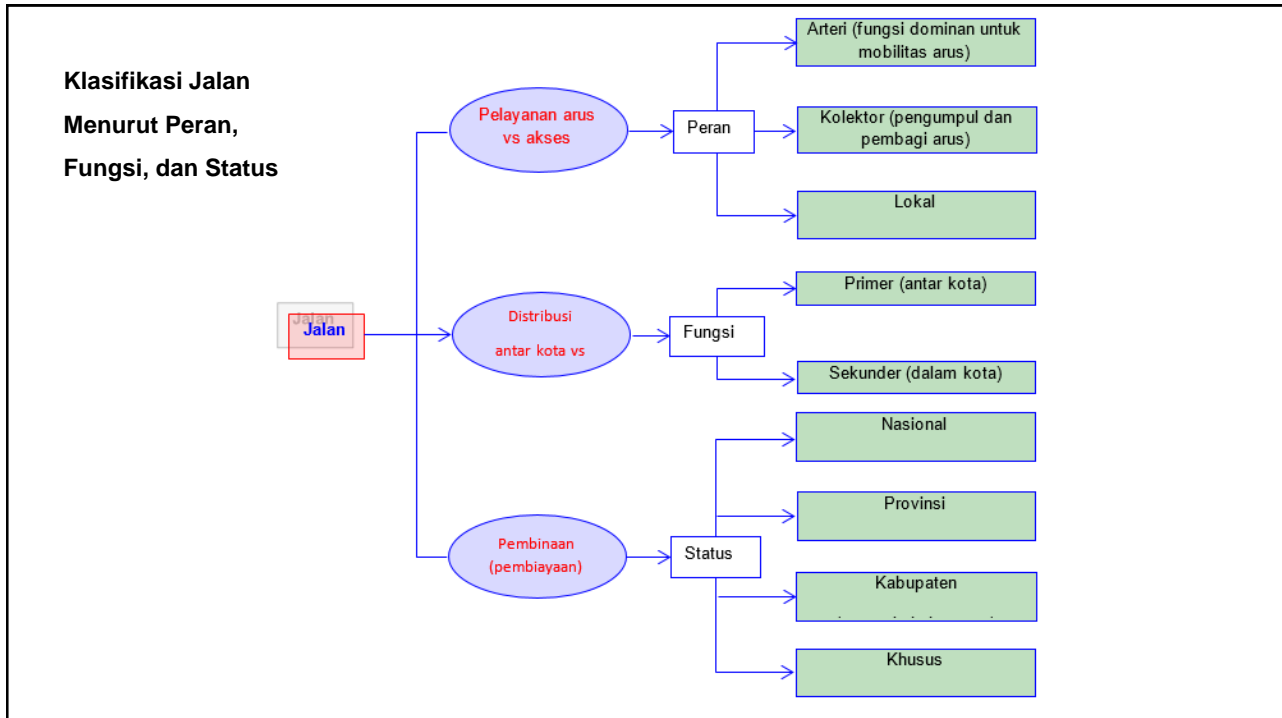 Klasifikasi Jalan
Menurut Peran,
Fungsi, dan Status
Jalan
Jalan
Pelayanan arus
vs akses
Peran
Arteri (fungsi dominan untuk
mobilitas arus)
Kolektor (pengumpul dan
pembagi arus)
Lokal
Distribusi
antar kota vs
Fungsi
Primer (antar kota)
Sekunder (dalam kota)
Pembinaan
(pembiayaan)
Status
Nasional
Provinsi
Kabupaten
Khusus